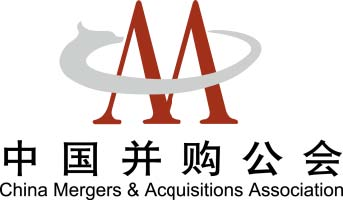 M
中国并购公会
China Mergers & Acquisitions Association